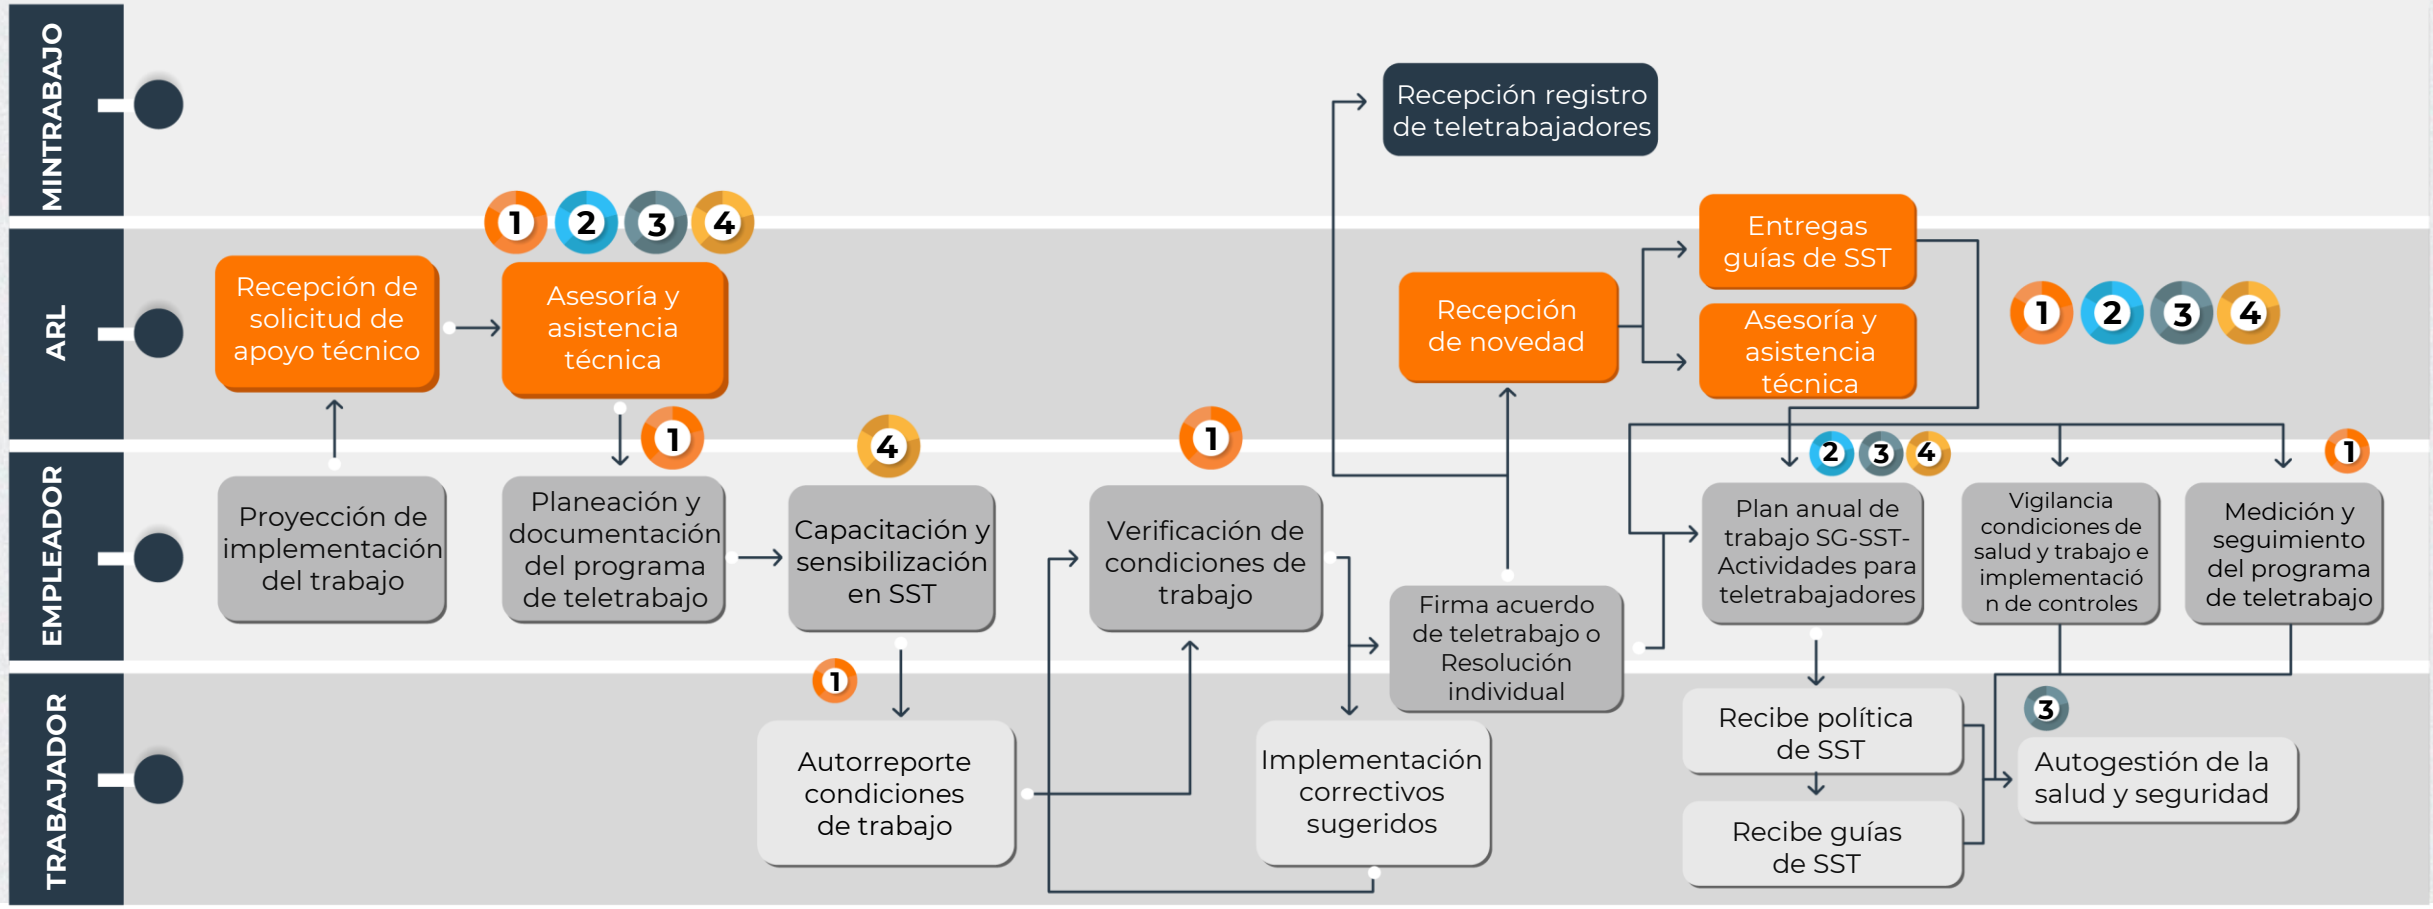 MINTRABAJO
Recepción registro
de teletrabajadores
ARL
1
2
3
4
Recepción de
solicitud de
apoyo técnico
Asesoría y
asistencia
técnica
Recepción
de novedad
Entregas
guías de SST
Asesoría y
asistencia
técnica
1
2
3
4
EMPLEADOR
Proyección de
implementación
del trabajo
1
Planeación y
documentación
del programa
de teletrabajo
4
Capacitación y
sensibilización
en SST
1
Verificación de
condiciones de
trabajo
Firma acuerdo
de teletrabajo o
Resolución
individual
2
3
4
Plan anual de
trabajo SG-SST-
Actividades para
teletrabajadores
Vigilancia
condiciones de
salud y trabajo e
implementació
n de controles
1
Medición y
seguimiento
del programa
de teletrabajo
TRABAJADOR
1
Autorreporte
condiciones
de trabajo
Implementación
correctivos
sugeridos
Recibe política
de SST
Recibe guías
de SST
3
Autogestión de la
salud y seguridad